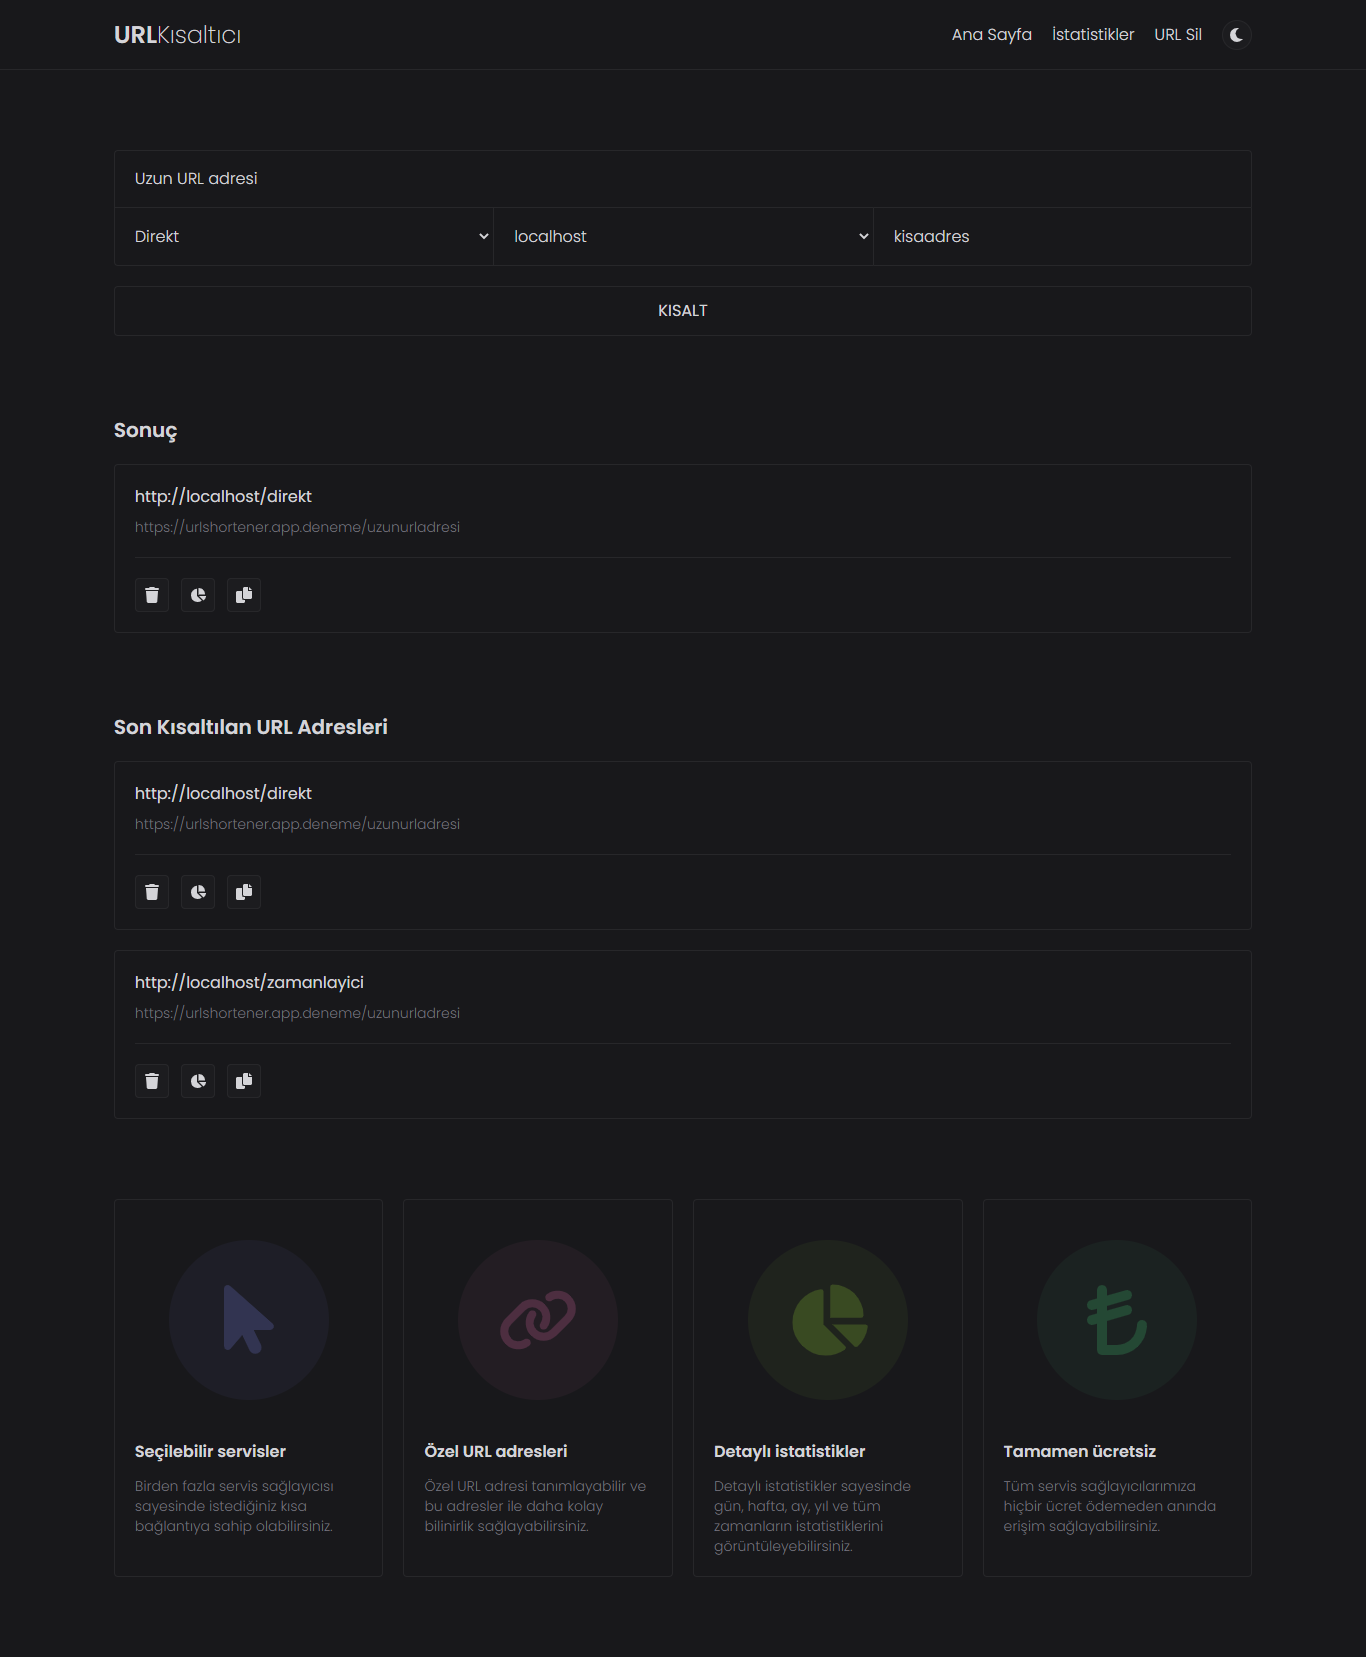 URLKısaltıcı
Ana Sayfa
İstatistikler
URL Sil
Uzun URL adresi
Direkt
localhost
kisaadres
KISALT
Sonuç
http://localhost/direkt
https://urlshortener.app.deneme/uzunurladresi
Son Kısaltılan URL Adresleri
http://localhost/direkt
https://urlshortener.app.deneme/uzunurladresi
http://localhost/zamanlayici
https://urlshortener.app.deneme/uzunurladresi
Seçilebilir servisler
Birden fazla servis sağlayıcısı
sayesinde istediğiniz kısa
bağlantıya sahip olabilirsiniz.
Özel URL adresleri
Özel URL adresi tanımlayabilir ve
bu adresler ile daha kolay
bilinirlik sağlayabilirsiniz.
Detaylı istatistikler
Detaylı istatistikler sayesinde
gün, hafta, ay, yıl ve tüm
zamanların istatistiklerini
görüntüleyebilirsiniz.
Tamamen ücretsiz
Tüm servis sağlayıcılarımıza
hiçbir ücret ödemeden anında
erişim sağlayabilirsiniz.